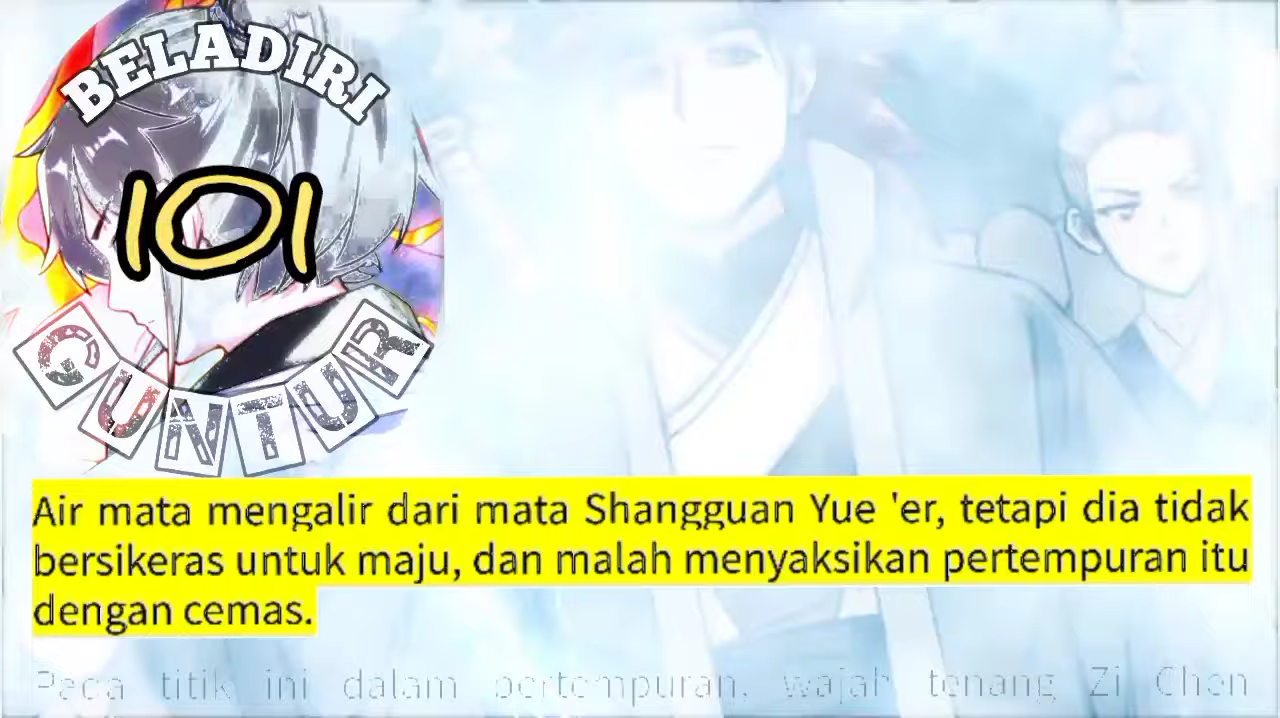 BELADIRI
101
GUNTUR
Air mata mengalir dari mata Shangguan Yue 'er, tetapi dia tidak
bersikeras untuk maju, dan malah menyaksikan pertempuran itu
dengan cemas.
Pada titik ini dalam pertempuran, wajah tenang Zi Chen